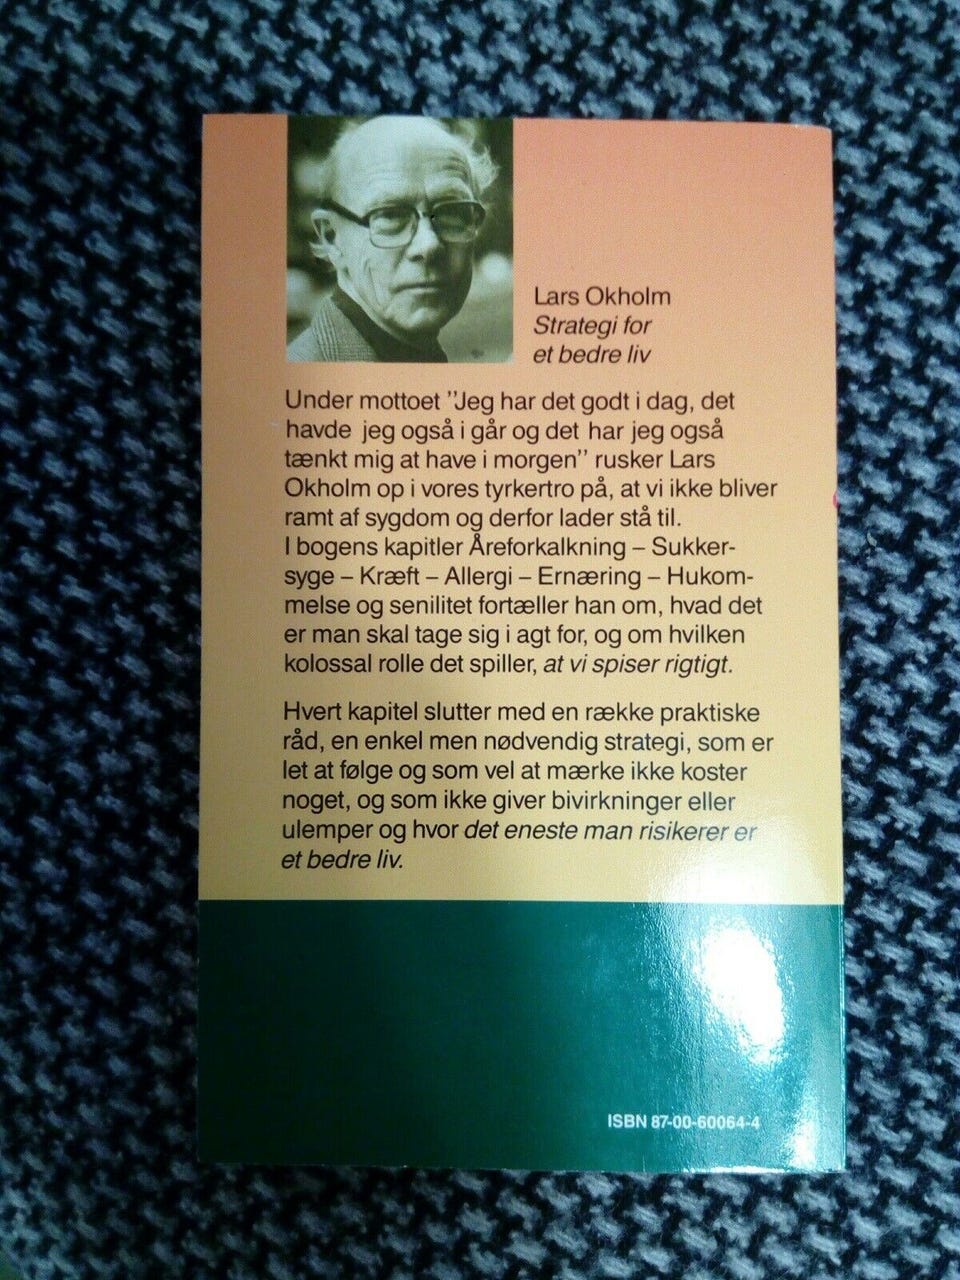 Lars Okholm
Strategi for
et bedre liv
Under mottoet "Jeg har det godt i dag, det
havde jeg også i går og det har jeg også
tænkt mig at have i morgen" rusker Lars
Okholm op i vores tyrkertro på, at vi ikke bliver
ramt af sygdom og derfor lader stå til.
I bogens kapitler Åreforkalkning – Sukker-
syge – Kræft – Allergi – Ernæring – Hukom-
melse og senilitet fortæller han om, hvad det
er man skal tage sig i agt for, og om hvilken
kolossal rolle det spiller, at vi spiser rigtigt.
Hvert kapitel slutter med en række praktiske
råd, en enkel men nødvendig strategi, som er
let at følge og som vel at mærke ikke koster
noget, og som ikke giver bivirkninger eller
ulemper og hvor det eneste man risikerer er
et bedre liv.
ISBN 87-00-60064-4